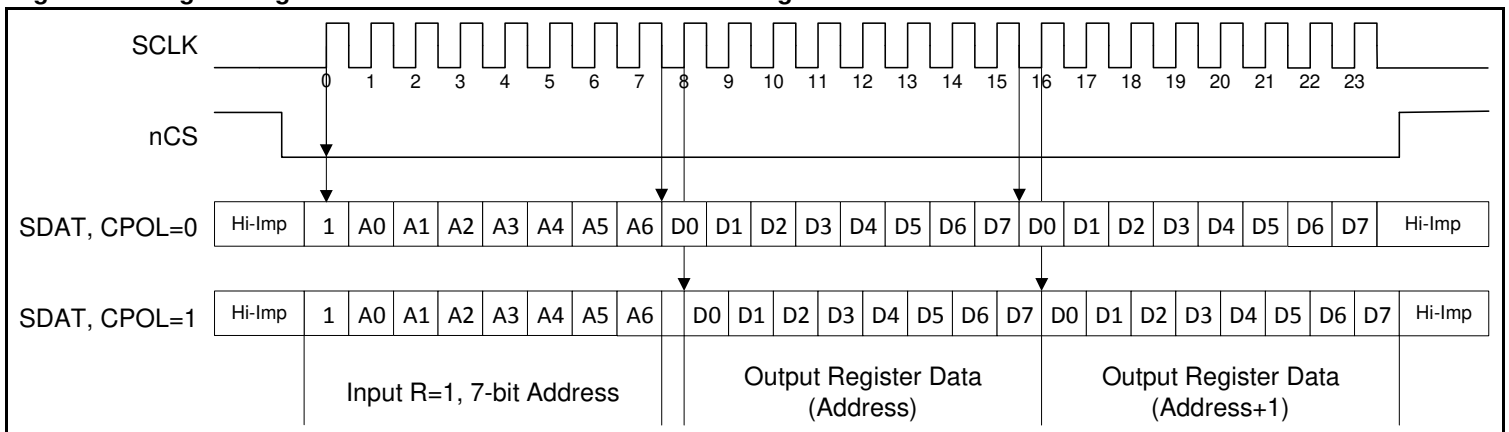 SCLK
0 1 2 3 4 5 6 7 8 9 10 11 12 13 14 15 16 17 18 19 20 21 22 23
nCS
SDAT, CPOL=0 Hi-Imp 1 A0 A1 A2 A3 A4 A5 A6 D0 D1 D2 D3 D4 D5 D6 D7 D0 D1 D2 D3 D4 D5 D6 D7 Hi-Imp
SDAT, CPOL=1 Hi-Imp 1 A0 A1 A2 A3 A4 A5 A6 D0 D1 D2 D3 D4 D5 D6 D7 D0 D1 D2 D3 D4 D5 D6 D7 Hi-Imp
Input R=1, 7-bit Address
Output Register Data
(Address)
Output Register Data
(Address+1)